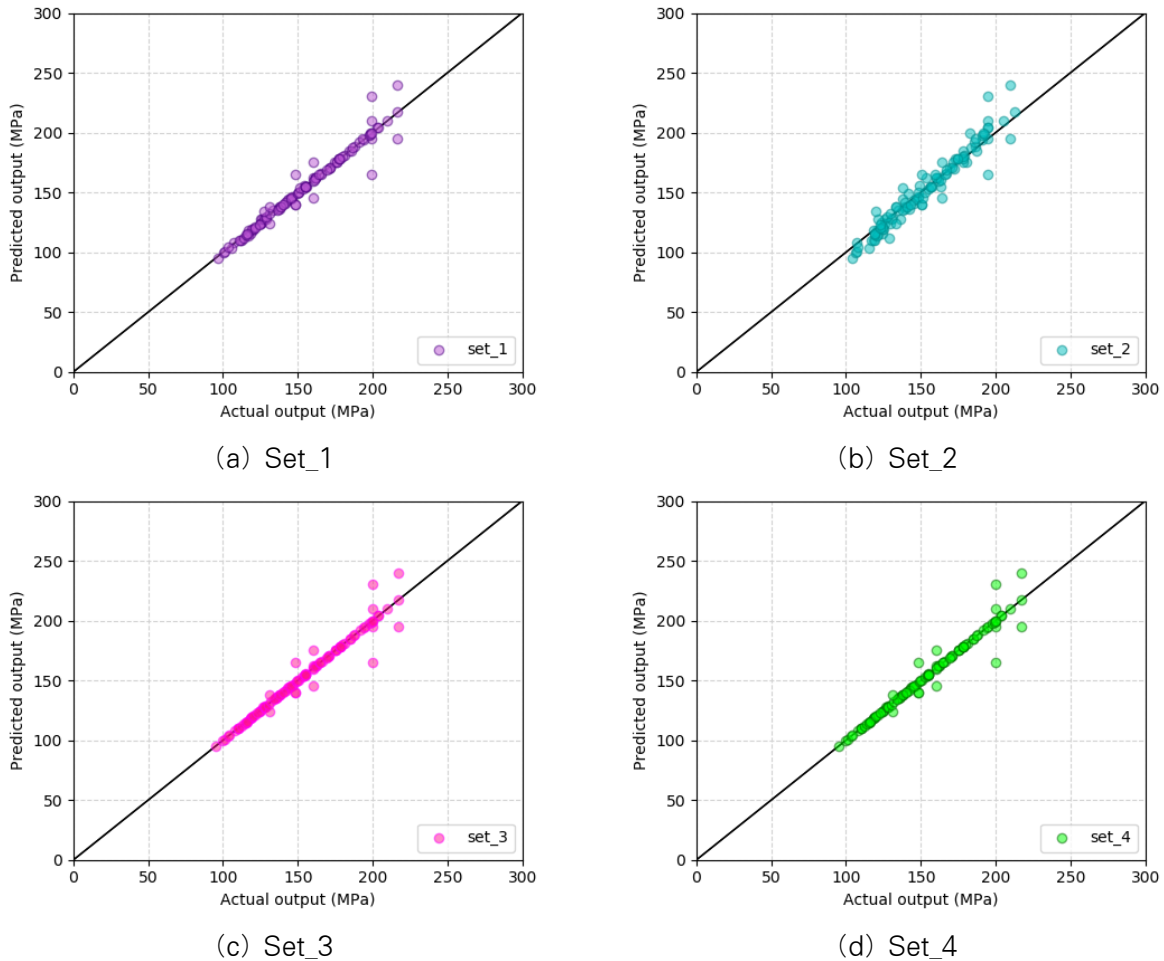 300
250
200
150
100
50
0
Predicted output (MPa)
set_1
0 50 100 150 200 250 300
Actual output (MPa)
(a) Set_1
300
250
200
150
100
50
0
Predicted output (MPa)
set_2
0 50 100 150 200 250 300
Actual output (MPa)
(b) Set_2
300
250
200
150
100
50
0
Predicted output (MPa)
set_3
0 50 100 150 200 250 300
Actual output (MPa)
(c) Set_3
300
250
200
150
100
50
0
Predicted output (MPa)
set_4
0 50 100 150 200 250 300
Actual output (MPa)
(d) Set_4